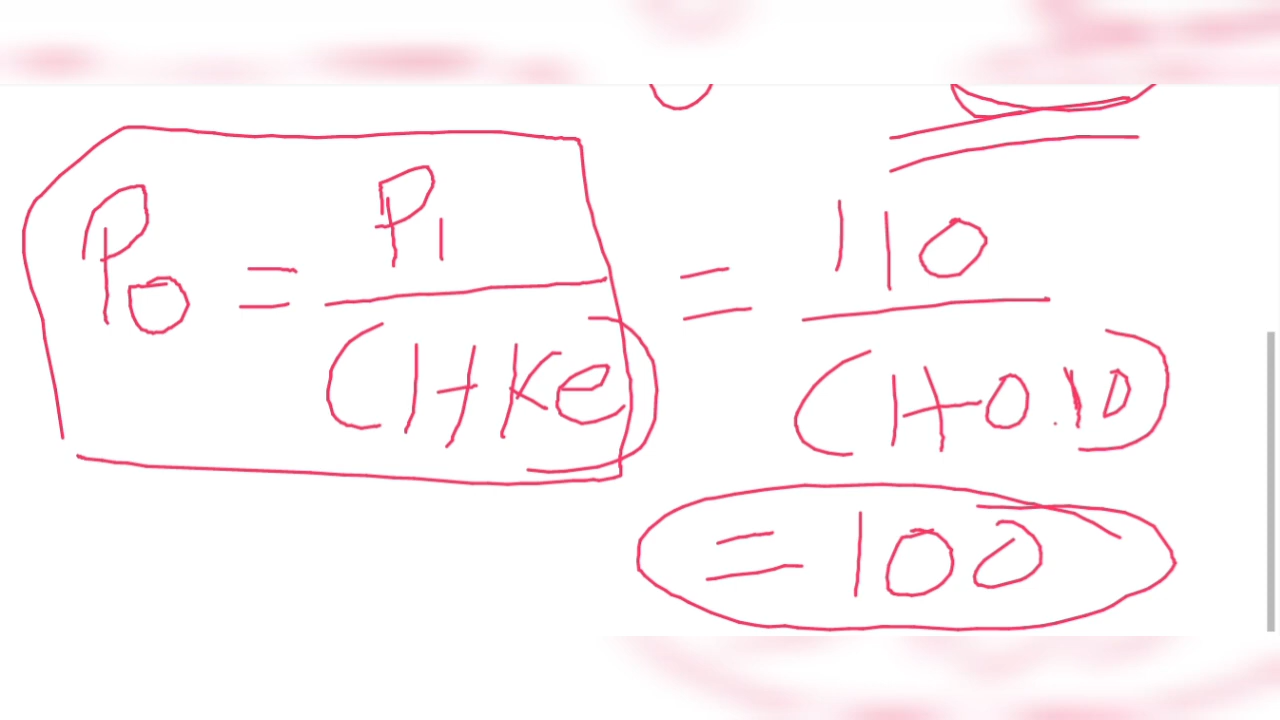 P0 = P1 / (1+Ke) = 110 / (1+0.10)
= 100